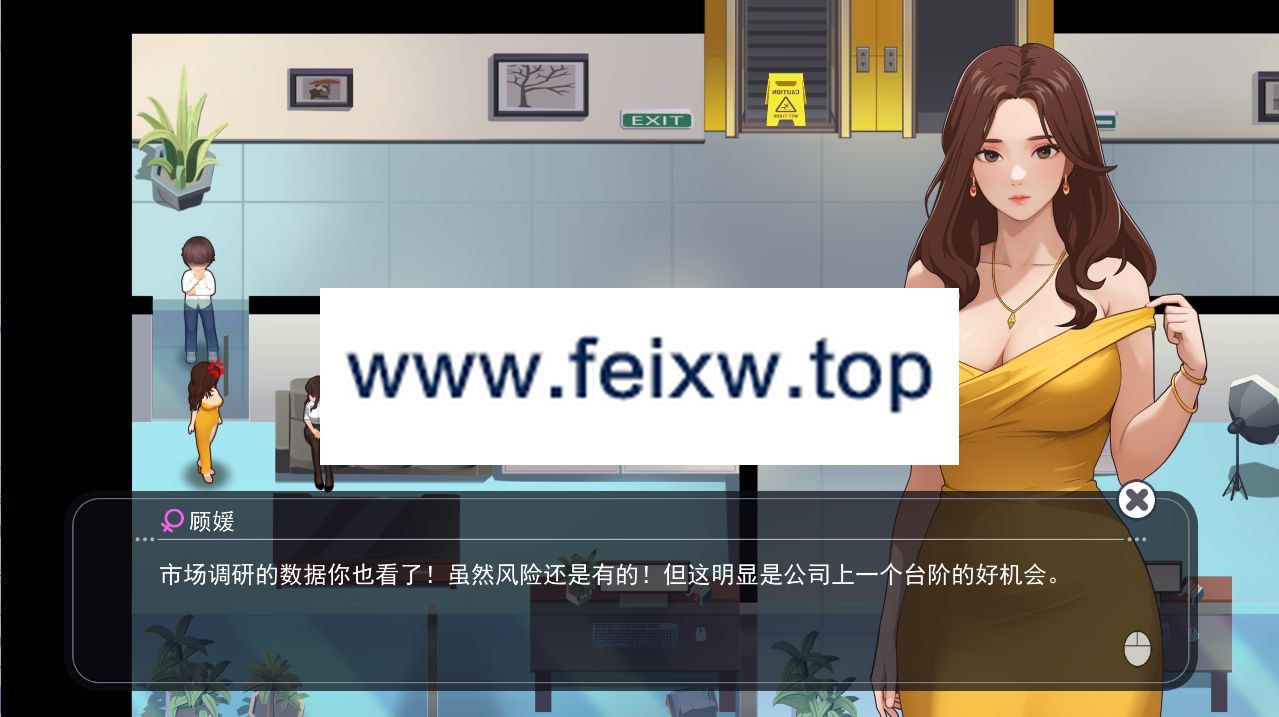 CAUTION
WET FLOOR
EXIT
www.feixw.top
顾媛
市场调研的数据你也看了！虽然风险还是有的！但这明显是公司上一个台阶的好机会。